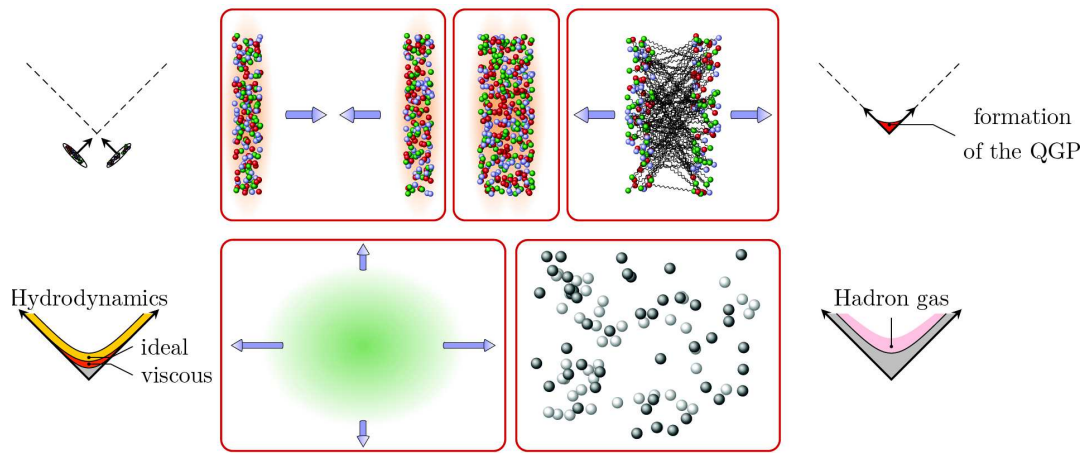 formation
of the QGP
Hydrodynamics
ideal
viscous
Hadron gas